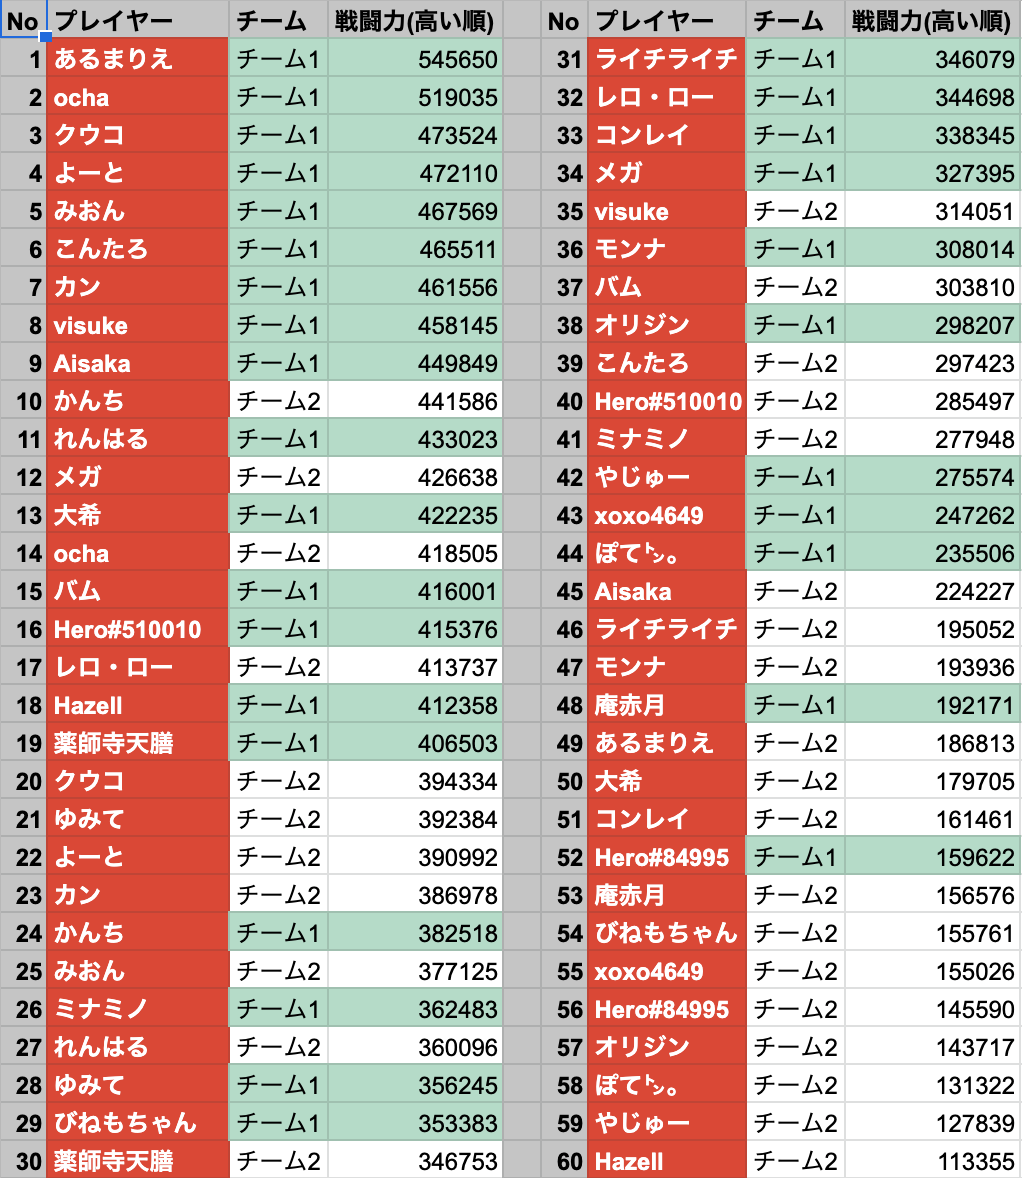 No プレイヤー チーム 戦闘力(高い順)
1 あるまりえ チーム1 545650
2 ocha チーム1 519035
3 クウコ チーム1 473524
4 よーと チーム1 472110
5 みおん チーム1 467569
6 こんたろ チーム1 465511
7 カン チーム1 461556
8 visuke チーム1 458145
9 Aisaka チーム1 449849
10 かんち チーム2 441586
11 れんはる チーム1 433023
12 メガ チーム2 426638
13 大希 チーム1 422235
14 ocha チーム2 418505
15 バム チーム1 416001
16 Hero#510010 チーム1 415376
17 レロ・ロー チーム2 413737
18 Hazell チーム1 412358
19 薬師寺天膳 チーム1 406503
20 クウコ チーム2 394334
21 ゆみて チーム2 392384
22 よーと チーム2 390992
23 カン チーム2 386978
24 かんち チーム1 382518
25 みおん チーム2 377125
26 ミナミノ チーム1 362483
27 れんはる チーム2 360096
28 ゆみて チーム1 356245
29 びねもちゃん チーム1 353383
30 薬師寺天膳 チーム2 346753
No プレイヤー チーム 戦闘力(高い順)
31 ライチライチ チーム1 346079
32 レロ・ロー チーム1 344698
33 コンレイ チーム1 338345
34 メガ チーム1 327395
35 visuke チーム2 314051
36 モンナ チーム1 308014
37 バム チーム2 303810
38 オリジン チーム1 298207
39 こんたろ チーム2 297423
40 Hero#510010 チーム2 285497
41 ミナミノ チーム2 277948
42 やじゅー チーム1 275574
43 xoxo4649 チーム1 247262
44 ぽて㌧。 チーム1 235506
45 Aisaka チーム2 224227
46 ライチライチ チーム2 195052
47 モンナ チーム2 193936
48 庵赤月 チーム1 192171
49 あるまりえ チーム2 186813
50 大希 チーム2 179705
51 コンレイ チーム2 161461
52 Hero#84995 チーム1 159622
53 庵赤月 チーム2 156576
54 びねもちゃん チーム2 155761
55 xoxo4649 チーム2 155026
56 Hero#84995 チーム2 145590
57 オリジン チーム2 143717
58 ぽて㌧。 チーム2 131322
59 やじゅー チーム2 127839
60 Hazell チーム2 113355